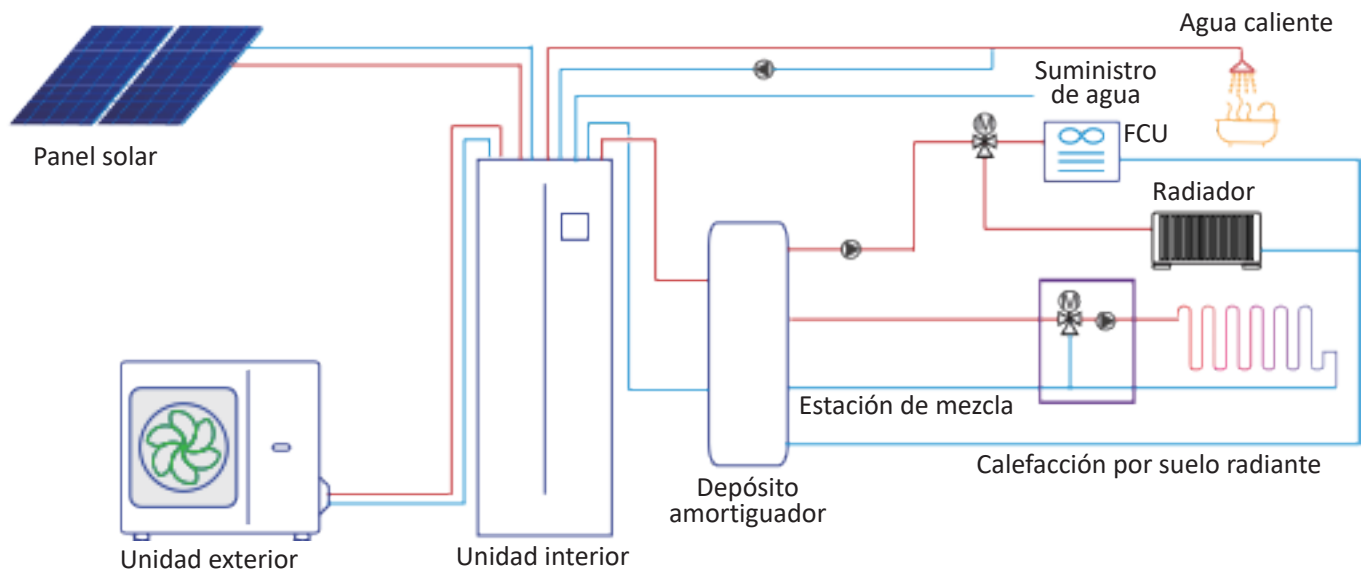 Agua caliente
Suministro
de agua
M
FCU
Panel solar
Radiador
M
Estación de mezcla
Calefacción por suelo radiante
Depósito
amortiguador
Unidad exterior
Unidad interior